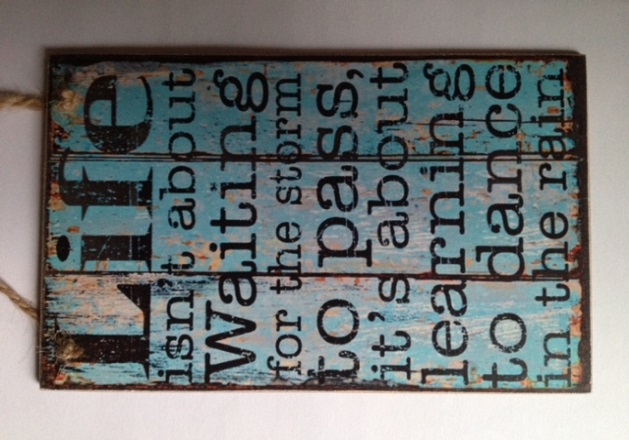 Life
isn't about
Waiting
for the storm
to pass,
it's about
learning
to dance
in the rain